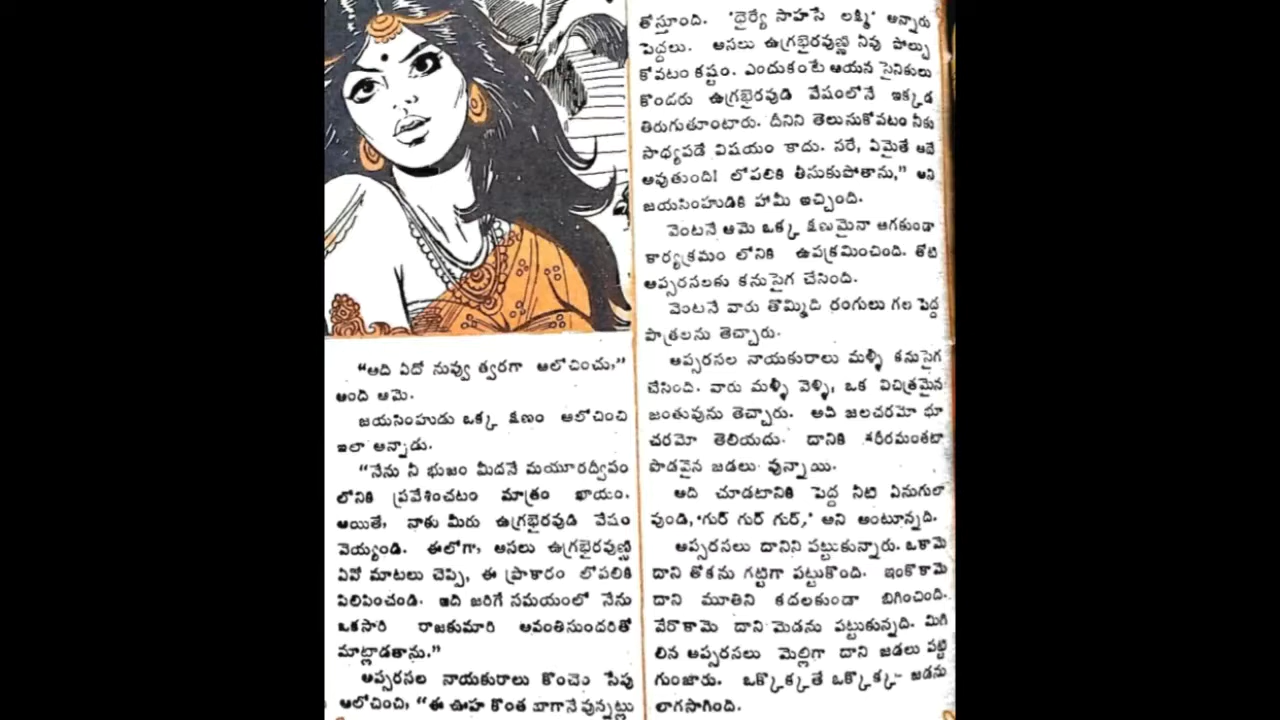 “అది ఏదో నువ్వు త్వరగా ఆలోచించు,”
అంది ఆమె.
జయసింహుడు ఒక్క క్షణం ఆలోచించి
ఇలా అన్నాడు.
“నేను నీ భుజం మీదనే మయూరద్వీపం
లోనికి ప్రవేశించటం మాత్రం ఖాయం.
అయితే, నాకు మీరు ఉగ్రభైరవుడి వేషం
వెయ్యండి. ఈలోగా, అసలు ఉగ్రభైరవుణ్ణి
ఏవో మాటలు చెప్పి, ఈ ప్రాకారం లోపలికి
పిలిపించండి. ఇది జరిగే సమయంలో నేను
ఒకసారి రాజకుమారి అవంతిసుందరితో
మాట్లాడతాను.”
అప్సరసల నాయకురాలు కొంచెం సేపు
ఆలోచించి, “ఈ ఊహ కొంత బాగానే వున్నట్లు
తోస్తూంది. ‘ధైర్యే సాహసే లక్ష్మి’ అన్నారు
పెద్దలు. అసలు ఉగ్రభైరవుణ్ణి నీవు పోల్చు
కోవటం కష్టం. ఎందుకంటే ఆయన సైనికులు
కొందరు ఉగ్రభైరవుడి వేషంలోనే ఇక్కడ
తిరుగుతూంటారు. దీనిని తెలుసుకోవటం నీకు
సాధ్యపడే విషయం కాదు. సరే, ఏమైతే అదే
అవుతుంది! లోపలికి తీసుకుపోతాను,” అని
జయసింహుడికి హామీ ఇచ్చింది.
వెంటనే ఆమె ఒక్క క్షణమైనా ఆగకుండా
కార్యక్రమం లోనికి ఉపక్రమించింది. తోటి
అప్సరసలకు కనుసైగ చేసింది.
వెంటనే వారు తొమ్మిది రంగులు గల పెద్ద
పాత్రలను తెచ్చారు.
అప్సరసల నాయకురాలు మళ్ళీ కనుసైగ
చేసింది. వారు మళ్ళీ వెళ్ళి, ఒక విచిత్రమైన
జంతువును తెచ్చారు. అది జలచరమో భూ
చరమో తెలియదు. దానికి శరీరమంతటా
పొడవైన జడలు వున్నాయి.
అది చూడటానికి పెద్ద నీటి ఏనుగులా
వుండి, ‘గుర్ గుర్ గుర్,’ అని అంటూన్నది.
అప్సరసలు దానిని పట్టుకున్నారు. ఒకామె
దాని తోకను గట్టిగా పట్టుకొంది. ఇంకొకామె
దాని మూతిని కదలకుండా బిగించింది.
వేరొకామె దాని మెడను పట్టుకున్నది. మిగి
లిన అప్సరసలు మెల్లిగా దాని జడలు పట్టి
గుంజారు. ఒక్కొక్కతే ఒక్కొక్క జడను
లాగసాగింది.